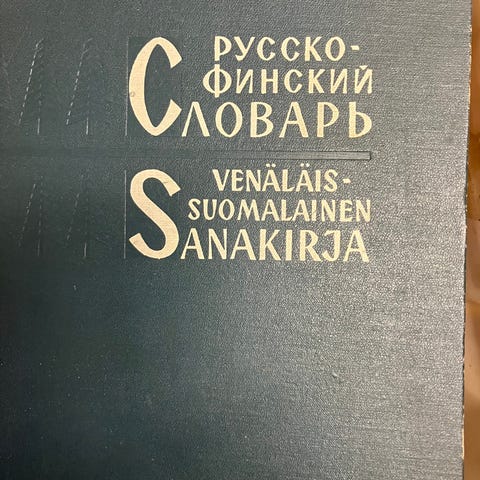 РУССКО-
ФИНСКИЙ
СЛОВАРЬ
VENÄLÄIS-
SUOMALAINEN
SANAKIRJA